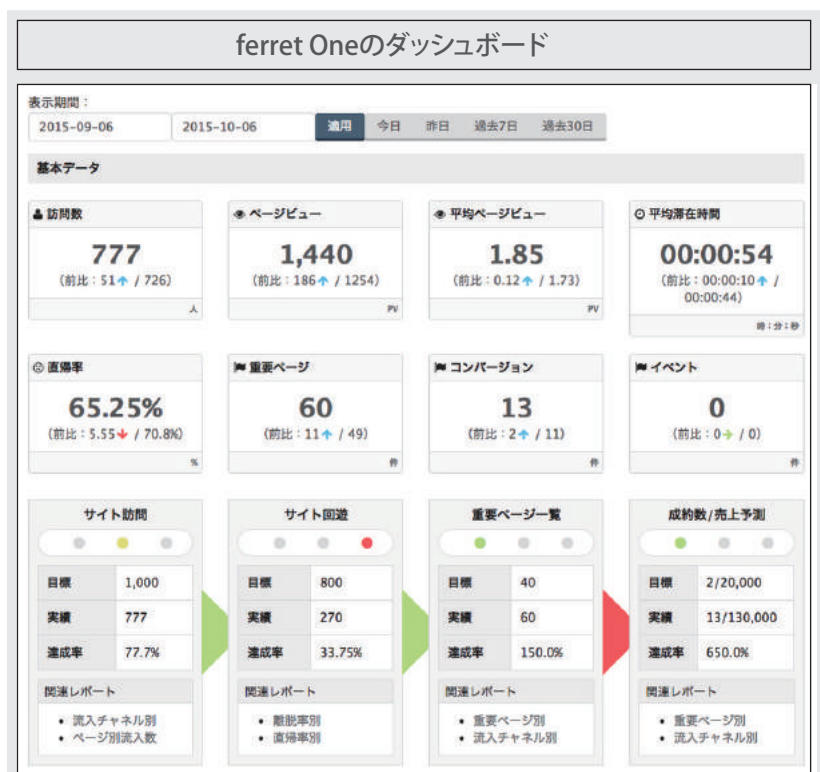 ferret Oneのダッシュボード
表示期間：
2015-09-06 2015-10-06 適用 今日 昨日 過去7日 過去30日
基本データ
訪問数 ページビュー 平均ページビュー 平均滞在時間
777 1,440 1.85 00:00:54
(前比：51↑ / 726) (前比：186↑ / 1254) (前比：0.12↑ / 1.73) (前比：00:00:10↑ /
00:00:44)
人 PV PV 時：分：秒
直帰率 重要ページ コンバージョン イベント
65.25% 60 13 0
(前比：5.55↓ / 70.8%) (前比：11↑ / 49) (前比：2↑ / 11) (前比：0→ / 0)
% 件 件 件
サイト訪問 サイト回遊 重要ページ一覧 成約数/売上予測
目標 1,000 目標 800 目標 40 目標 2/20,000
実績 777 実績 270 実績 60 実績 13/130,000
達成率 77.7% 達成率 33.75% 達成率 150.0% 達成率 650.0%
関連レポート 関連レポート 関連レポート 関連レポート
• 流入チャネル別 • 離脱率別 • 重要ページ別 • 重要ページ別
• ページ別流入数 • 直帰率別 • 流入チャネル別 • 流入チャネル別